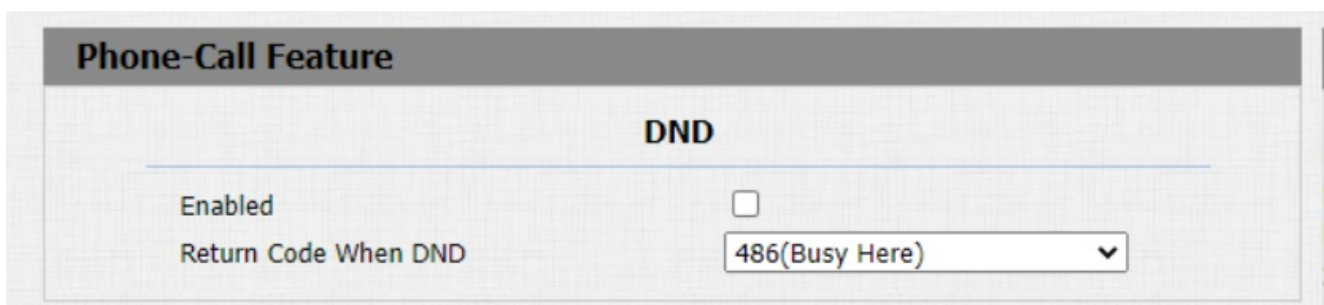 Phone-Call Feature
DND
Enabled
Return Code When DND 486(Busy Here)